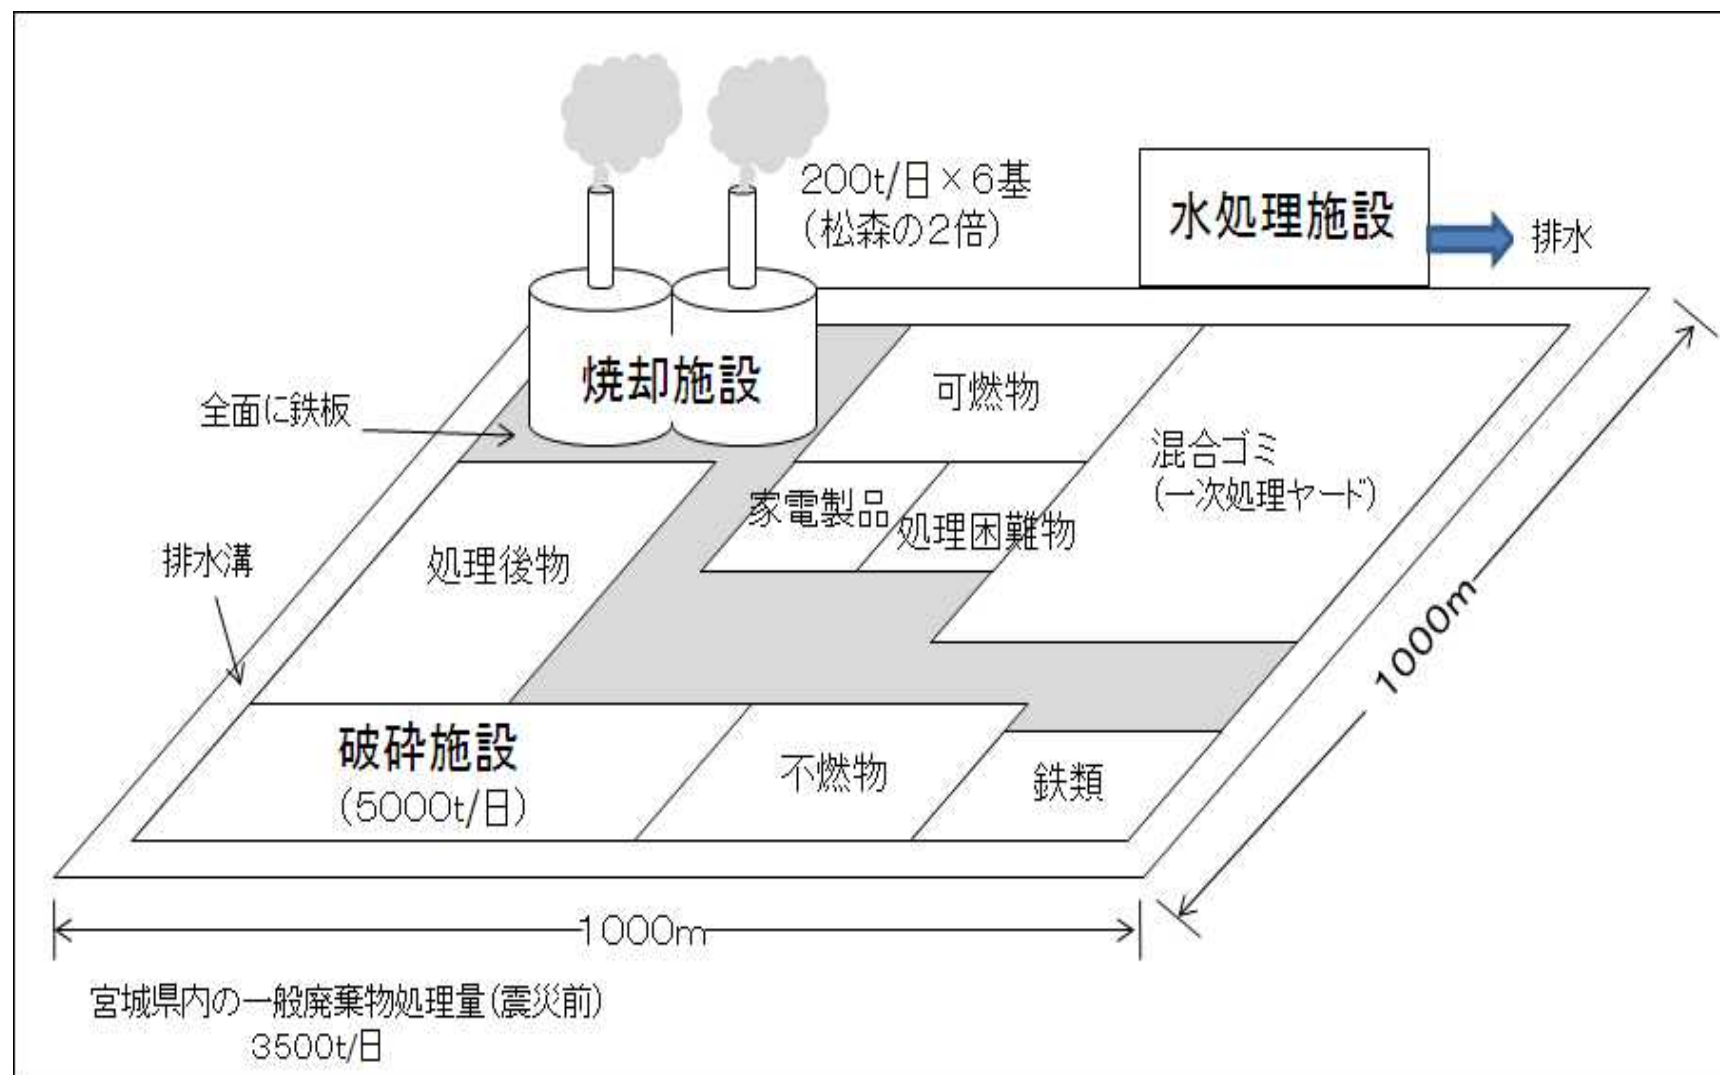 200t/日×6基
(松森の2倍)
水処理施設
排水
焼却施設
全面に鉄板
可燃物
混合ゴミ
(一次処理ヤード)
家電製品
処理困難物
排水溝
処理後物
1000m
破砕施設
(5000t/日)
不燃物
鉄類
1000m
宮城県内の一般廃棄物処理量(震災前)
3500t/日